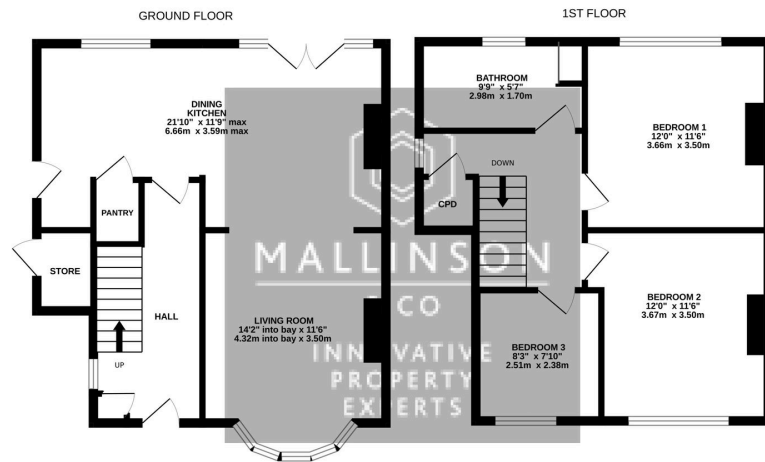 GROUND FLOOR
1ST FLOOR
DINING
KITCHEN
21'10" x 11'9" max
6.66m x 3.59m max
PANTRY
STORE
HALL
UP
LIVING ROOM
14'2" into bay x 11'6"
4.32m into bay x 3.50m
BATHROOM
9'9" x 5'7"
2.98m x 1.70m
BEDROOM 1
12'0" x 11'6"
3.66m x 3.50m
DOWN
CPD
BEDROOM 2
12'0" x 11'6"
3.67m x 3.50m
BEDROOM 3
8'3" x 7'10"
2.51m x 2.38m
MALLINSON
& CO
INNOVATIVE
PROPERTY
EXPERTS